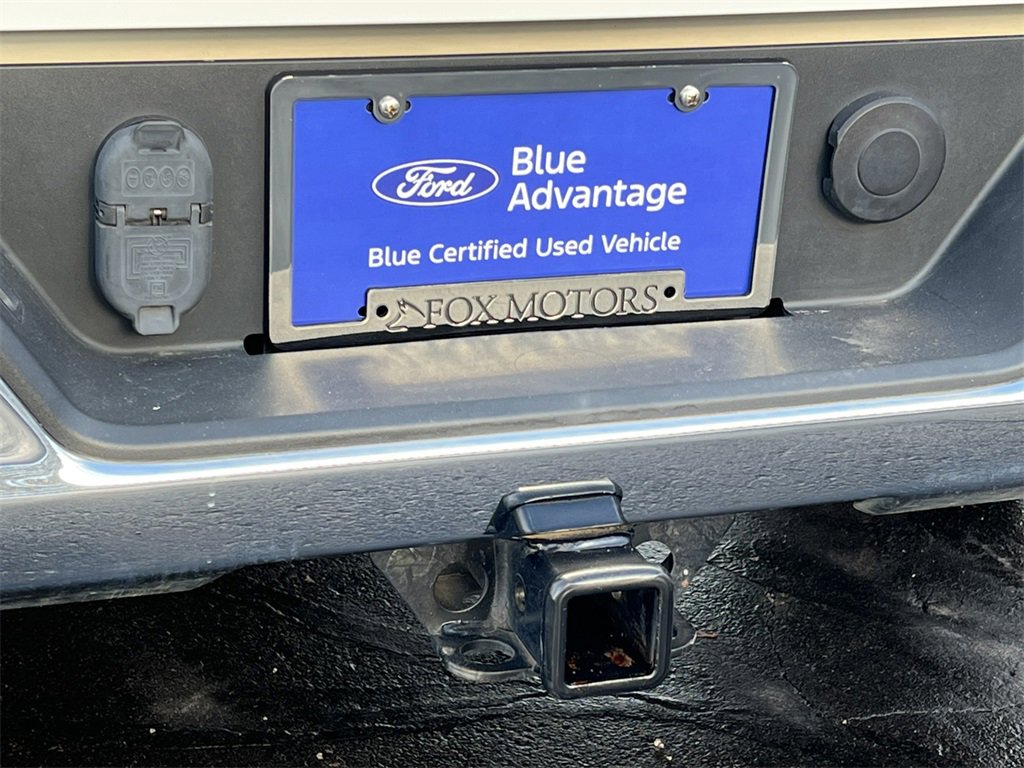 Ford
Blue
Advantage
Blue Certified Used Vehicle
FOX MOTORS